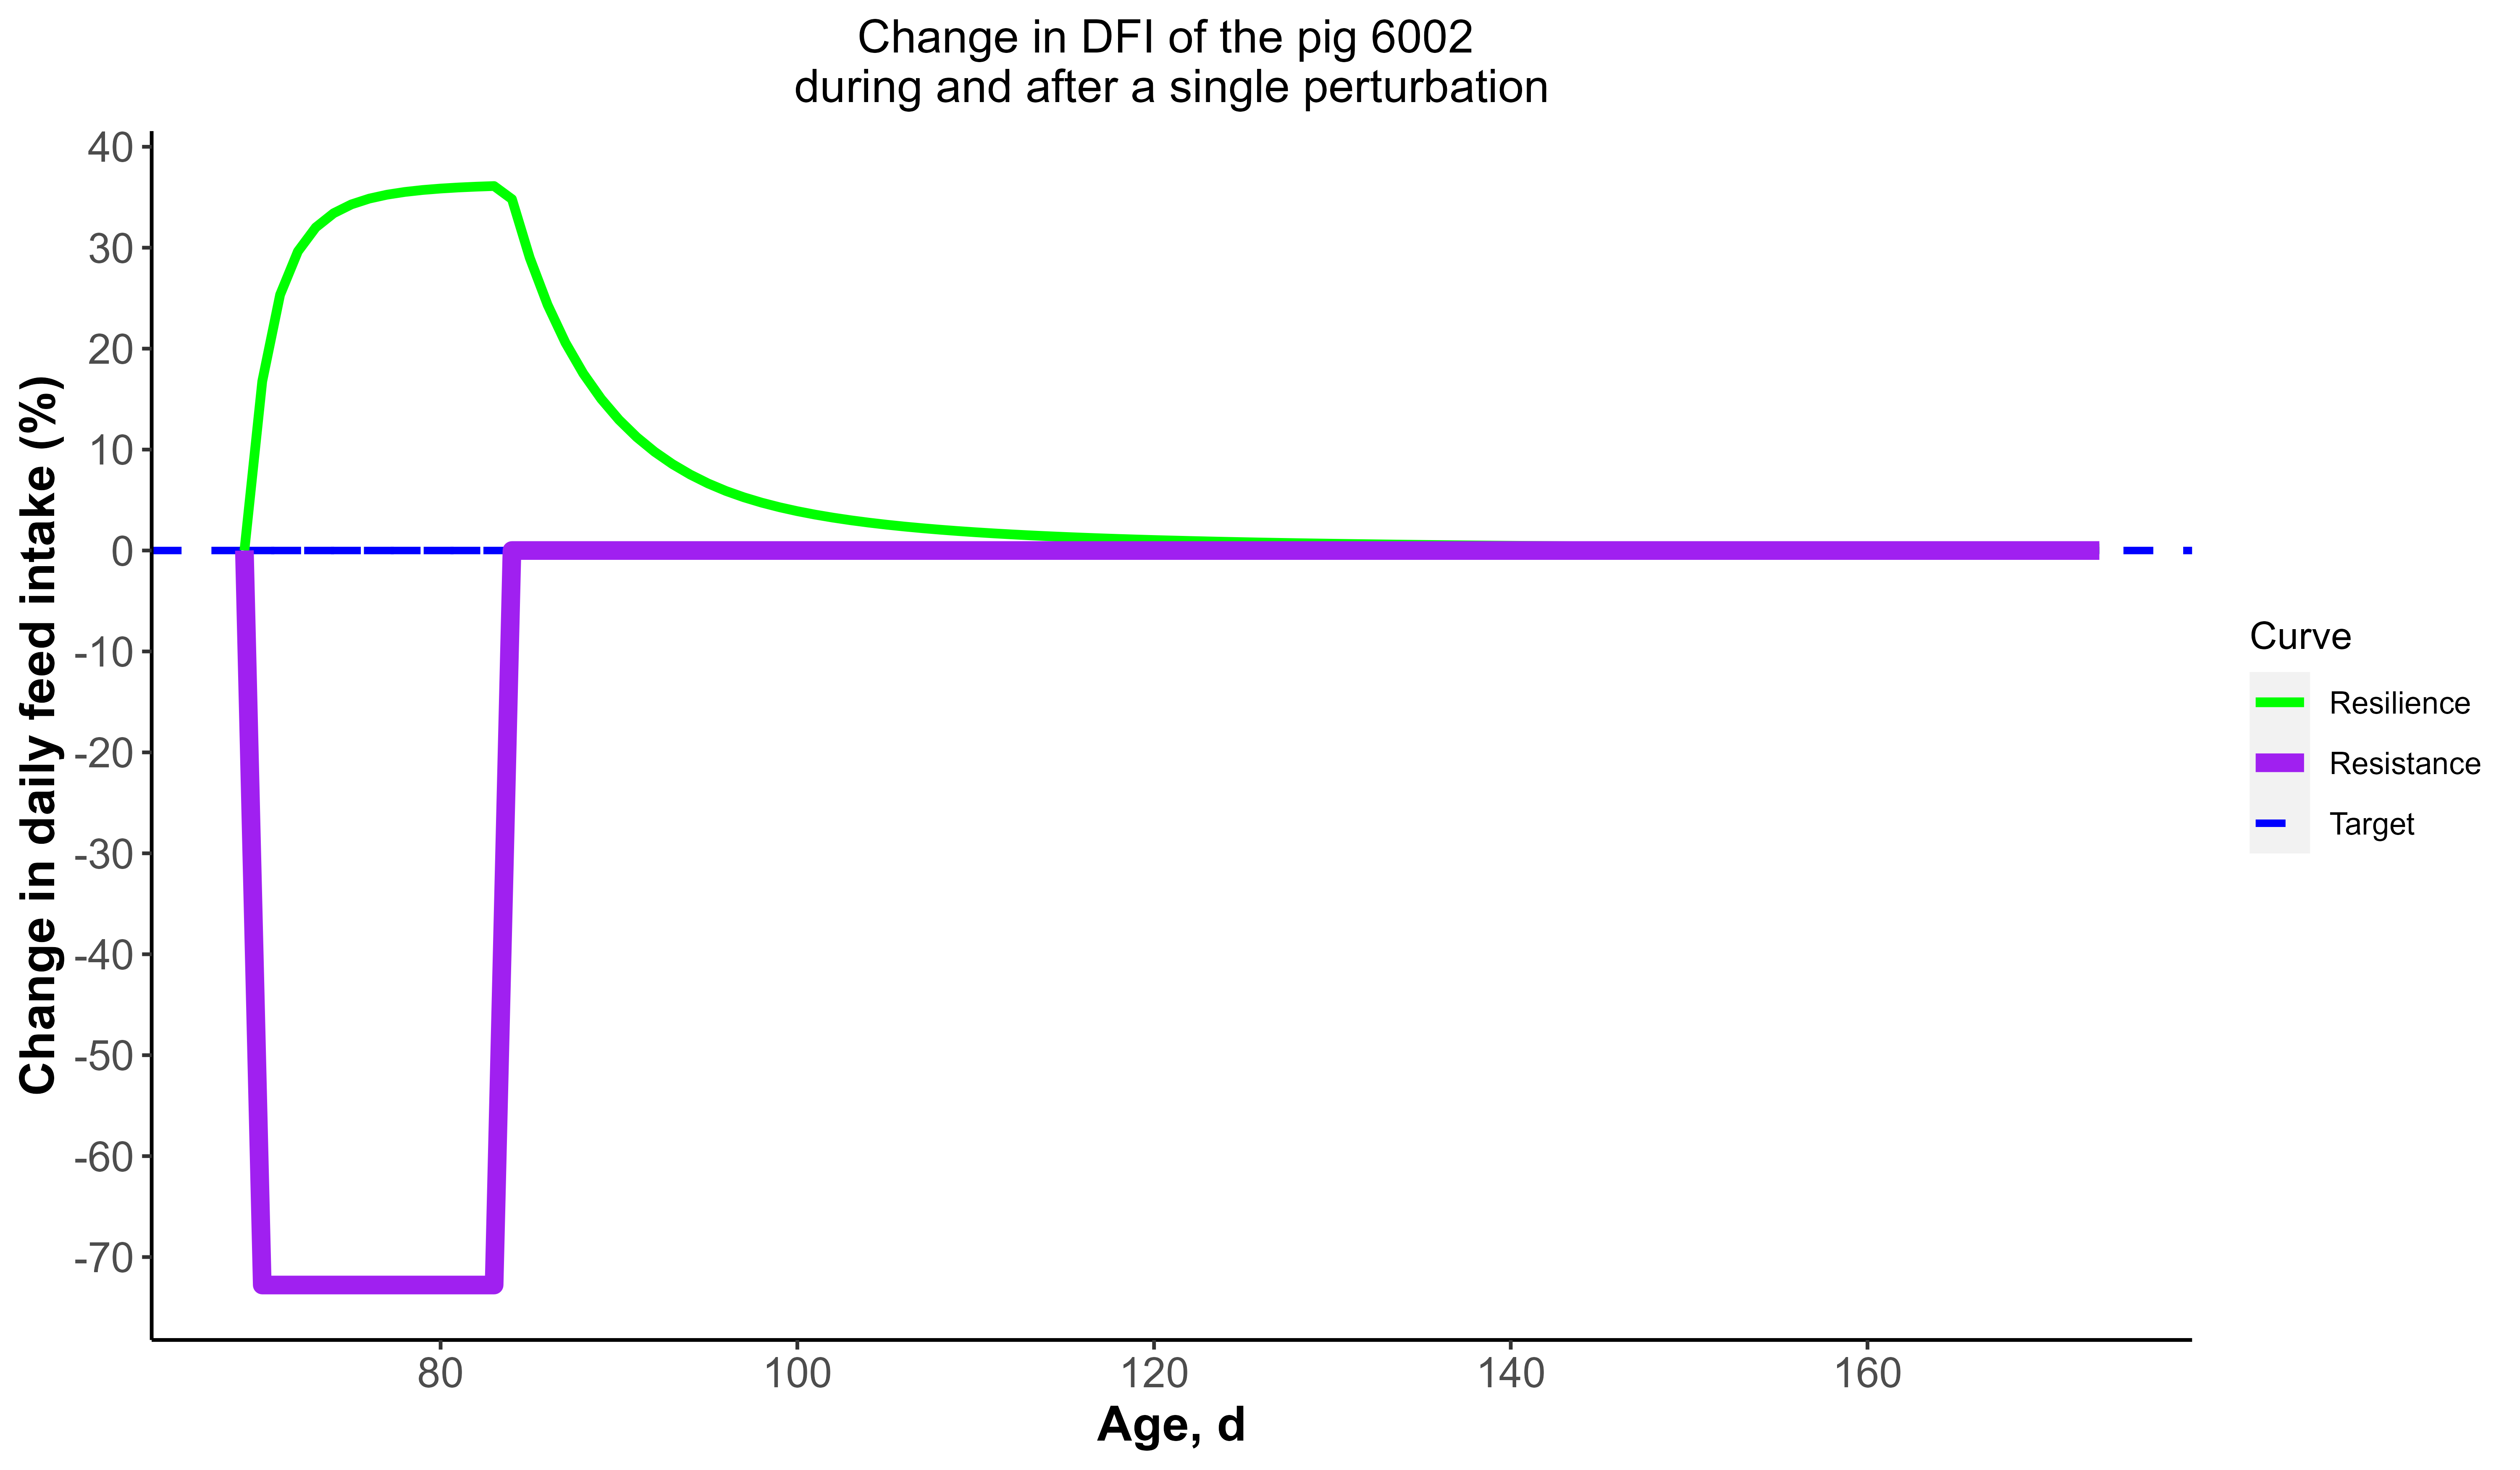 Change in DFI of the pig 6002
during and after a single perturbation
Change in daily feed intake (%)
40
30
20
10
0
-10
-20
-30
-40
-50
-60
-70
80 100 120 140 160
Age, d
Curve
Resilience
Resistance
Target